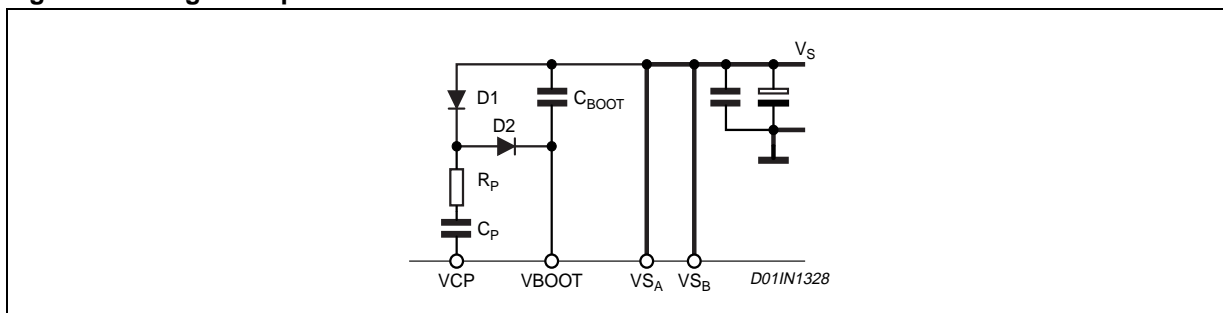 V_S
D1
C_BOOT
D2
R_P
C_P
VCP VBOOT VS_A VS_B D01IN1328